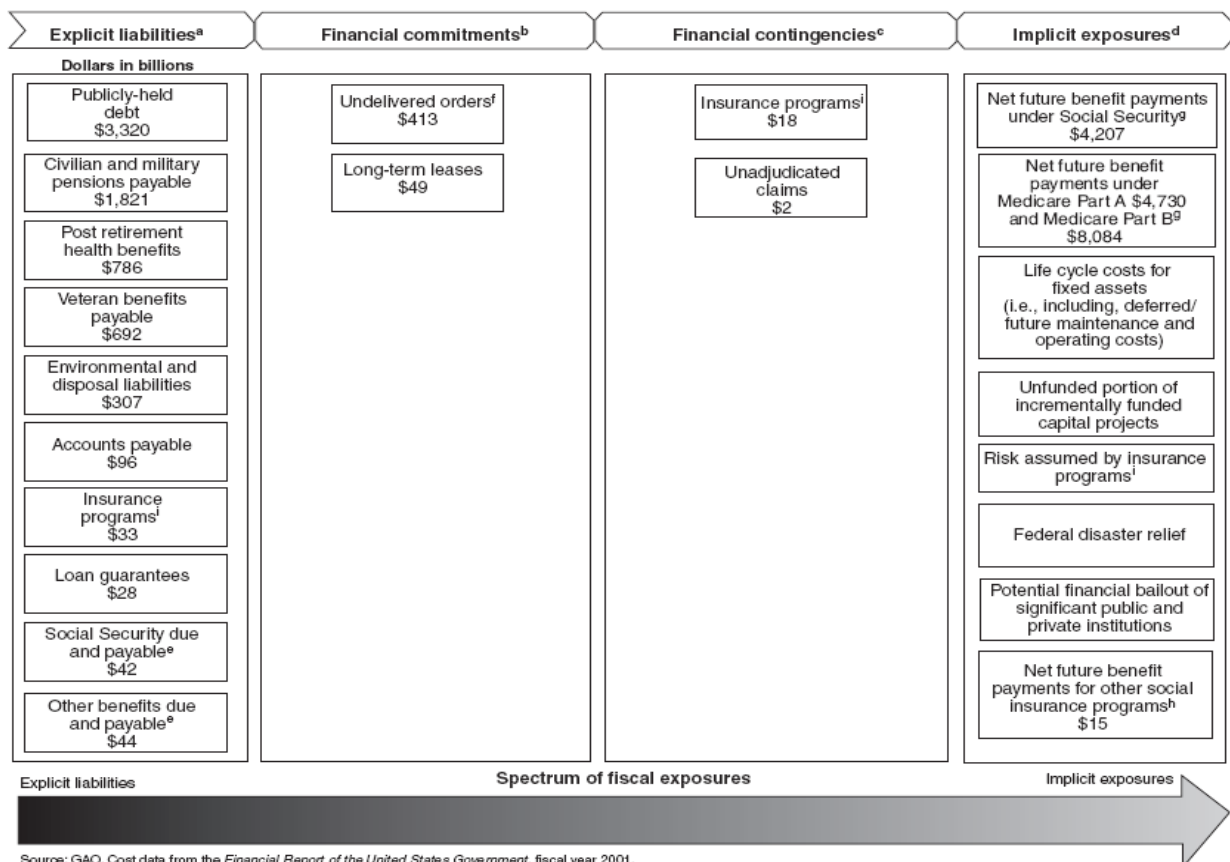 Explicit liabilitiesᵃ
Financial commitmentsᵇ
Financial contingenciesᶜ
Implicit exposuresᵈ
Dollars in billions
Publicly-held
debt
$3,320
Civilian and military
pensions payable
$1,821
Post retirement
health benefits
$786
Veteran benefits
payable
$692
Environmental and
disposal liabilities
$307
Accounts payable
$96
Insurance
programsⁱ
$33
Loan guarantees
$28
Social Security due
and payableᵉ
$42
Other benefits due
and payableᵉ
$44
Undelivered ordersᶠ
$413
Long-term leases
$49
Insurance programsⁱ
$18
Unadjudicated
claims
$2
Net future benefit payments
under Social Securityᵍ
$4,207
Net future benefit
payments under
Medicare Part A $4,730
and Medicare Part Bᵍ
$8,084
Life cycle costs for
fixed assets
(i.e., including, deferred/
future maintenance and
operating costs)
Unfunded portion of
incrementally funded
capital projects
Risk assumed by insurance
programsⁱ
Federal disaster relief
Potential financial bailout of
significant public and
private institutions
Net future benefit
payments for other social
insurance programsʰ
$15
Explicit liabilities
Spectrum of fiscal exposures
Implicit exposures
Source: GAO. Cost data from the Financial Report of the United States Government, fiscal year 2001.